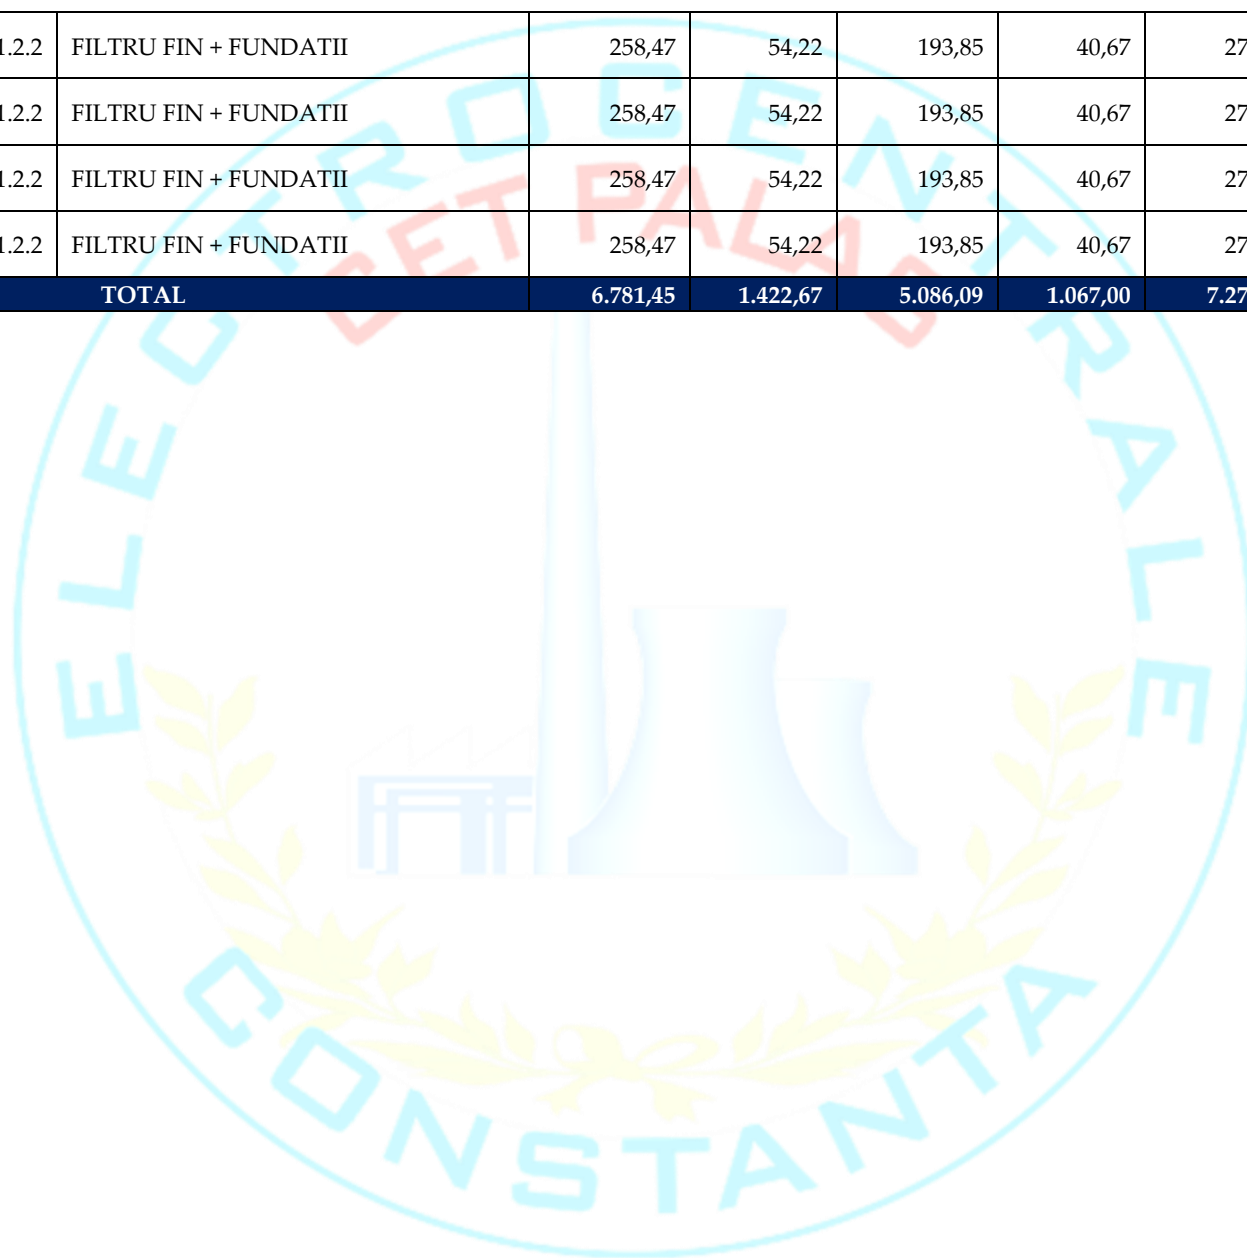 1.2.2 FILTRU FIN + FUNDATII 258,47 54,22 193,85 40,67 27
1.2.2 FILTRU FIN + FUNDATII 258,47 54,22 193,85 40,67 27
1.2.2 FILTRU FIN + FUNDATII 258,47 54,22 193,85 40,67 27
1.2.2 FILTRU FIN + FUNDATII 258,47 54,22 193,85 40,67 27
TOTAL 6.781,45 1.422,67 5.086,09 1.067,00 7.27
ELECTROCENTRALE
CET PALAS
CONSTANTA